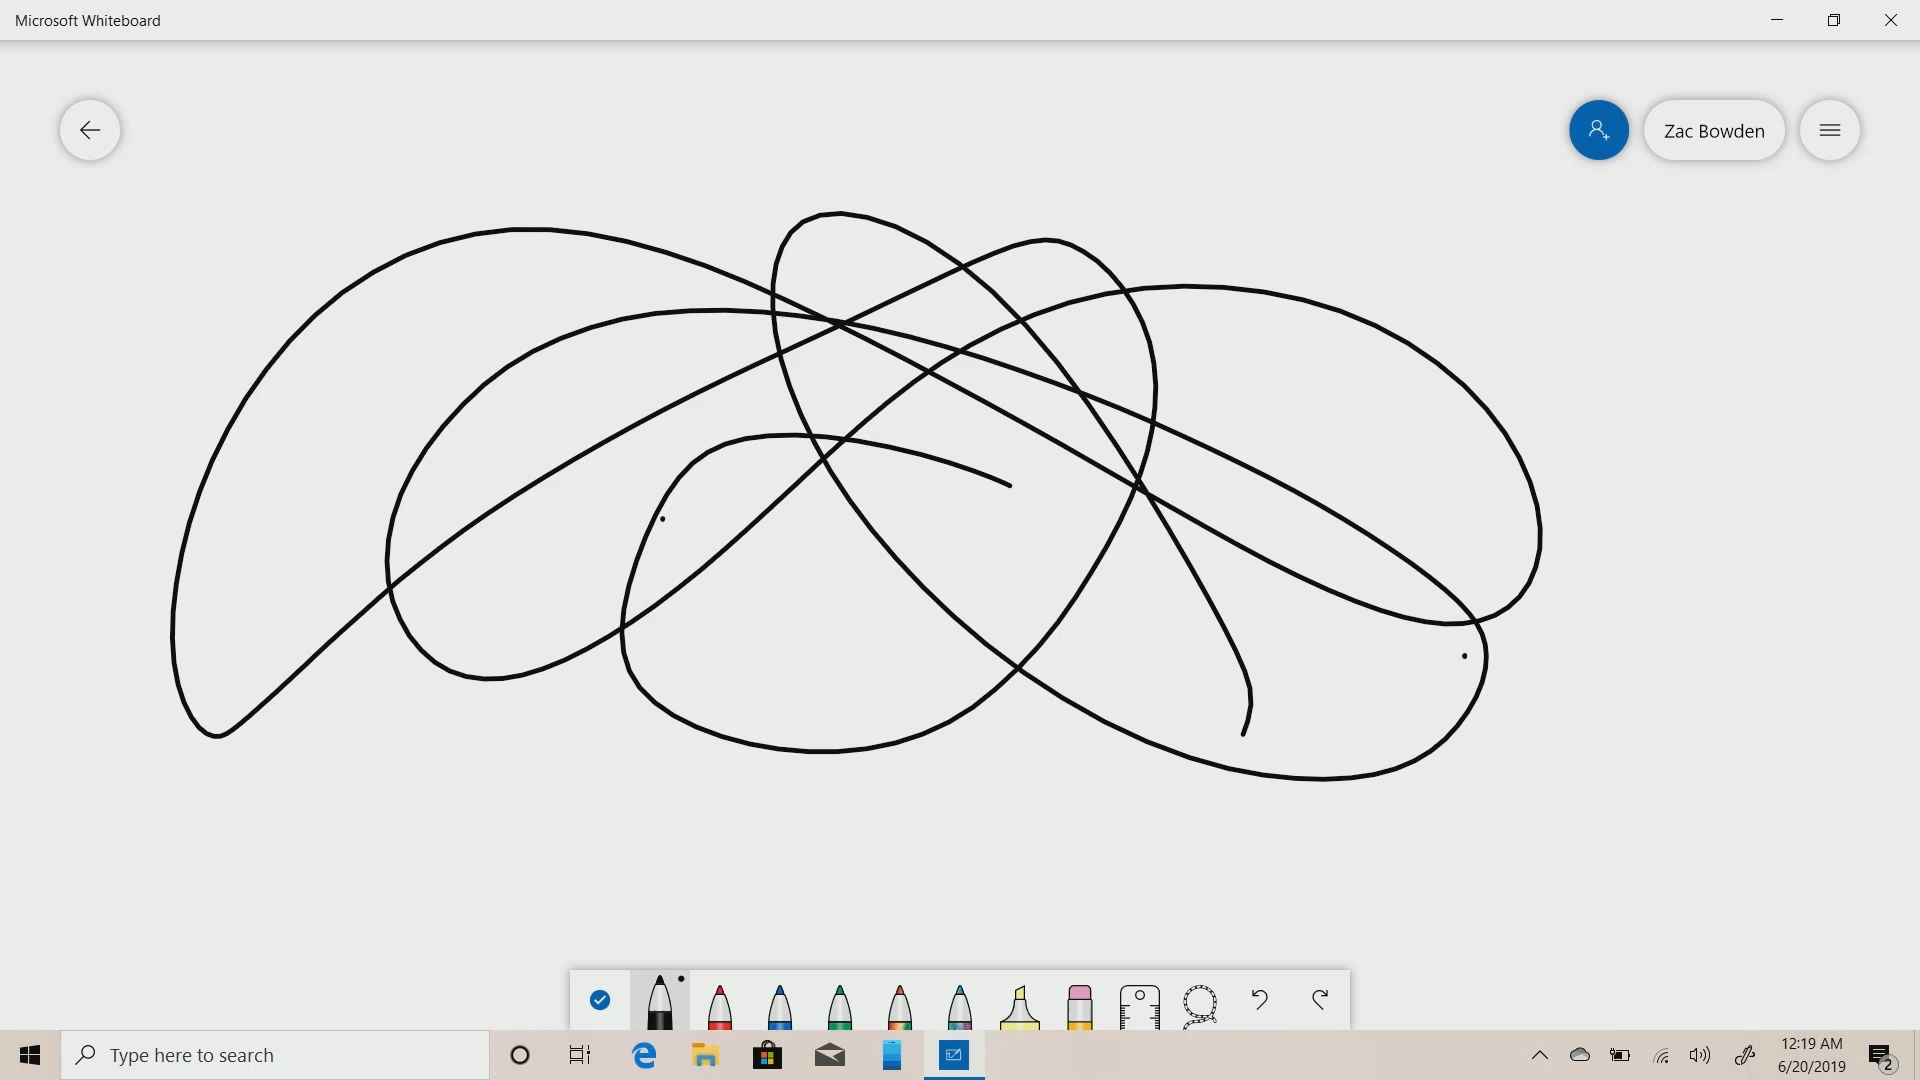 Microsoft Whiteboard
Zac Bowden
Type here to search
12:19 AM
6/20/2019
2